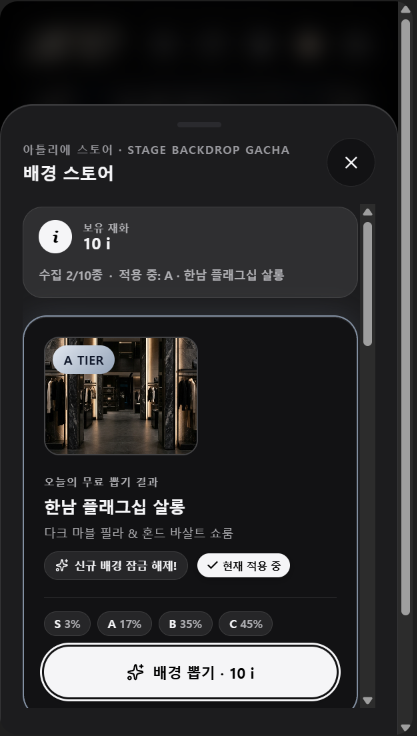 아틀리에 스토어 · STAGE BACKDROP GACHA
배경 스토어
i
보유 재화
10 i
수집 2/10종 · 적용 중: A · 한남 플래그십 살롱
A TIER
오늘의 무료 뽑기 결과
한남 플래그십 살롱
다크 마블 필라 & 혼드 바살트 쇼룸
신규 배경 잠금 해제! 현재 적용 중
S 3% A 17% B 35% C 45%
배경 뽑기 · 10 i